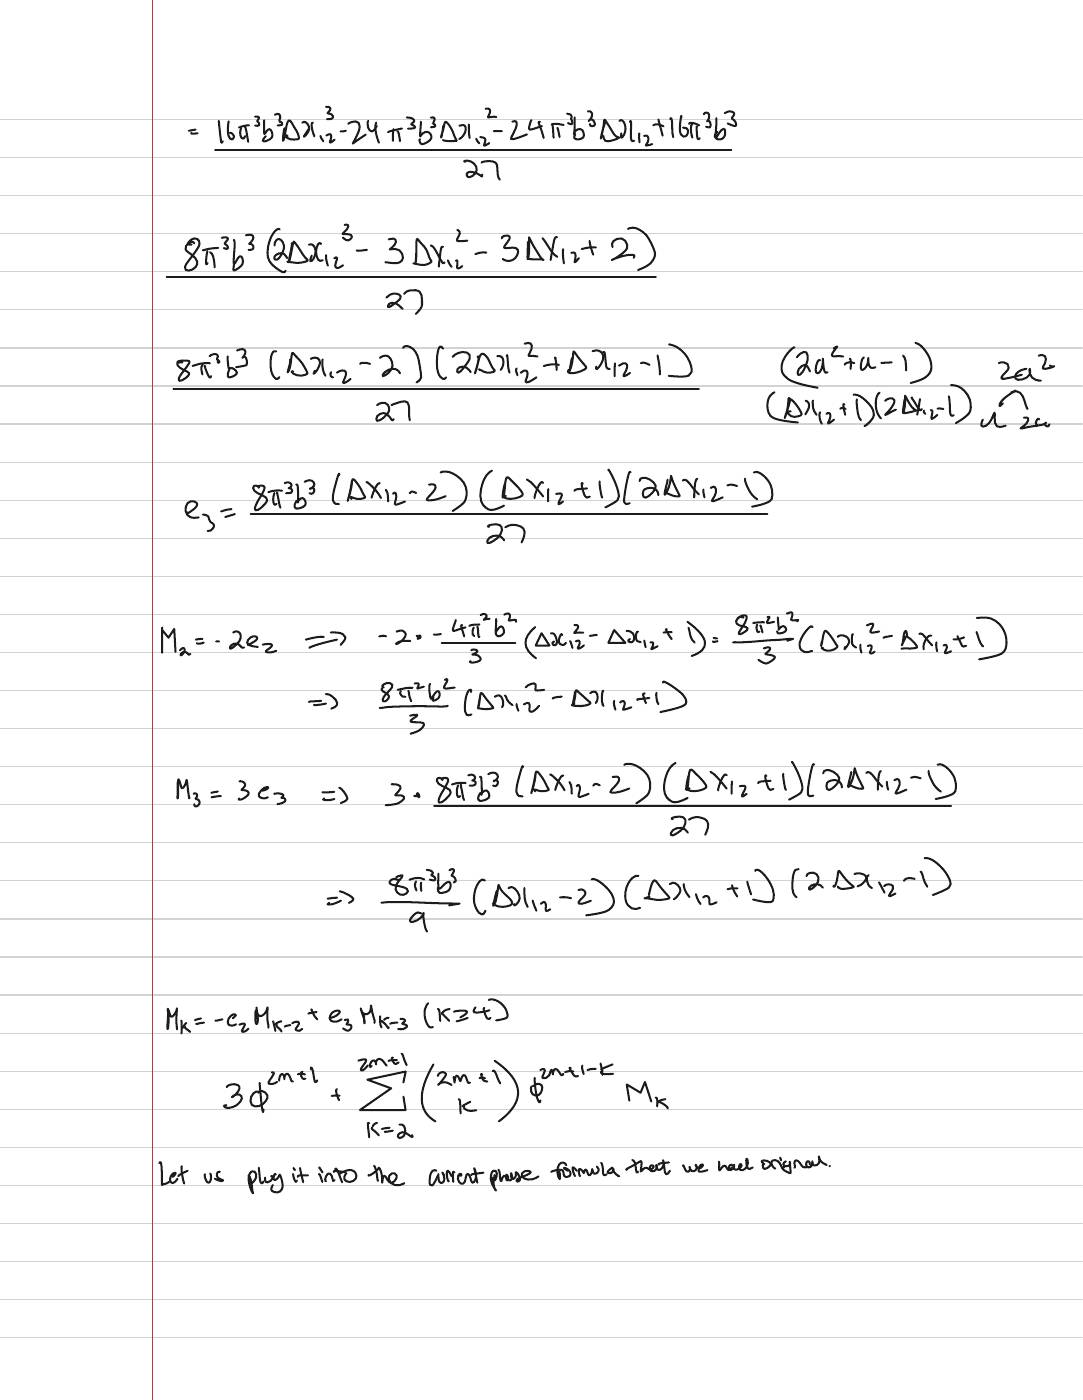 = (16π³b³Δx₁₂³ - 24π³b³Δx₁₂² - 24π³b³Δx₁₂ + 16π³b³) / 27
8π³b³(2Δx₁₂³ - 3Δx₁₂² - 3Δx₁₂ + 2) / 27
8π³b³(Δx₁₂ - 2)(2Δx₁₂² + Δx₁₂ - 1) / 27
(2a² + a - 1)
2a²
(Δx₁₂ + 1)(2Δx₁₂ - 1) a 2a
e₃ = 8π³b³(Δx₁₂ - 2)(Δx₁₂ + 1)(2Δx₁₂ - 1) / 27
M₂ = -2e₂ ⇒ -2 · -4π²b²/3 (Δx₁₂² - Δx₁₂ + 1) = 8π²b²/3 (Δx₁₂² - Δx₁₂ + 1)
⇒ 8π²b²/3 (Δx₁₂² - Δx₁₂ + 1)
M₃ = 3e₃ ⇒ 3 · 8π³b³(Δx₁₂ - 2)(Δx₁₂ + 1)(2Δx₁₂ - 1) / 27
⇒ 8π³b³/9 (Δx₁₂ - 2)(Δx₁₂ + 1)(2Δx₁₂ - 1)
M_K = -e₂ M_{K-2} + e₃ M_{K-3} (K ≥ 4)
3ϕ^{2m+1} + ∑_{K=2}^{2m+1} (2m+1 K) ϕ^{2m+1-K} M_K
Let us plug it into the current phase formula that we had original.